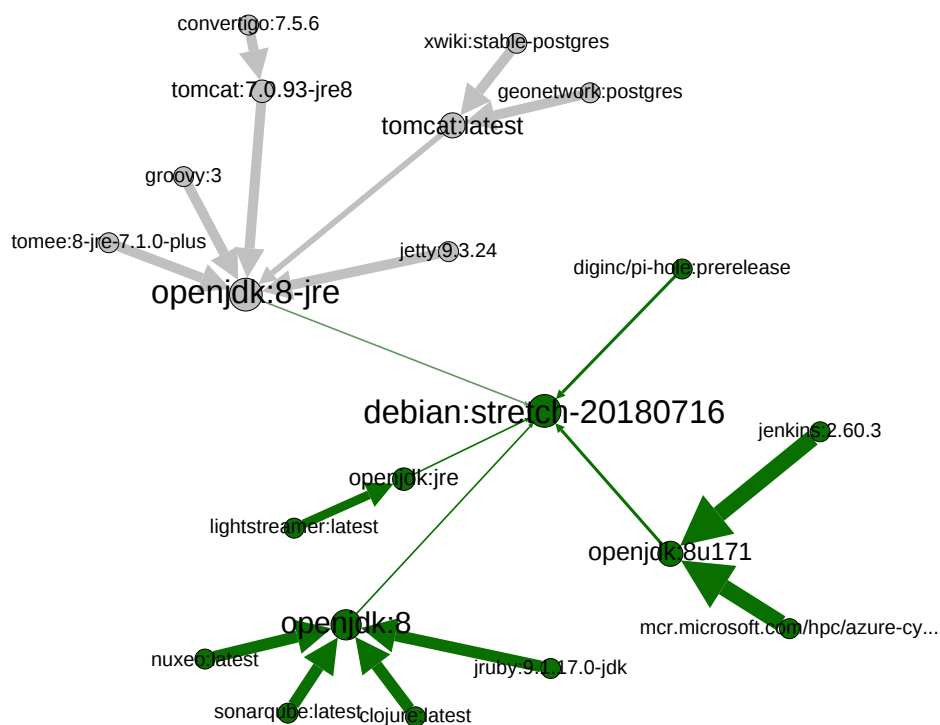 convertigo:7.5.6
xwiki:stable-postgres
tomcat:7.0.93-jre8
geonetwork:postgres
tomcat:latest
groovy:3
tomee:8-jre-7.1.0-plus
jetty:9.3.24
diginc/pi-hole:prerelease
openjdk:8-jre
debian:stretch-20180716
jenkins:2.60.3
openjdk:jre
lightstreamer:latest
openjdk:8u171
openjdk:8
mcr.microsoft.com/hpc/azure-cy...
nuxeo:latest
jruby:9.1.17.0-jdk
sonarqube:latest
clojure:latest